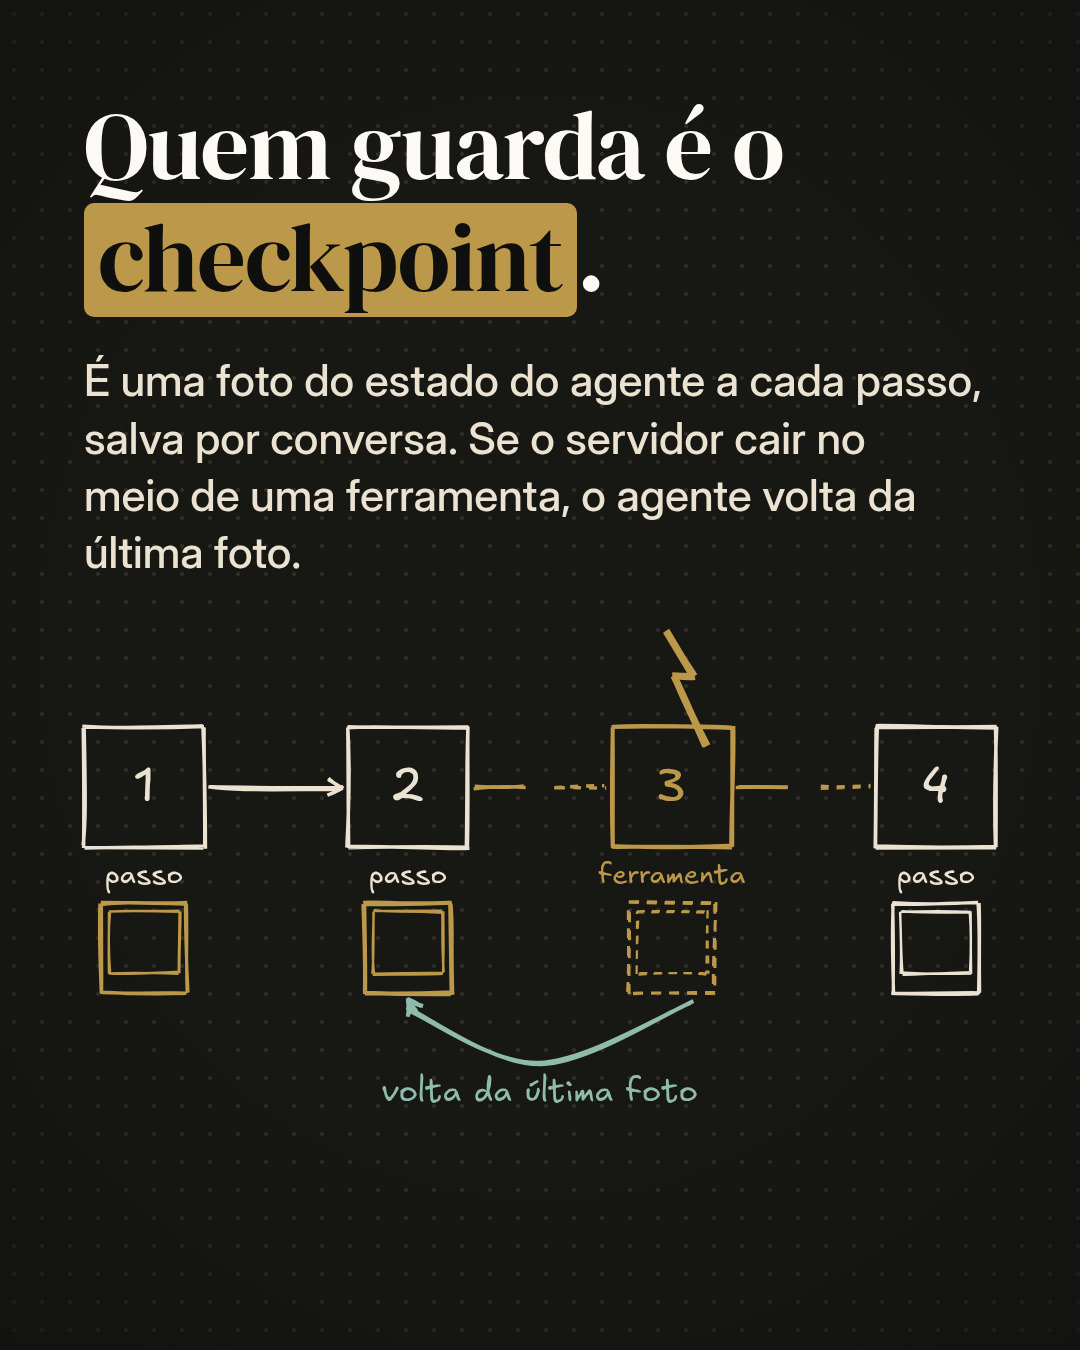 Quem guarda é o
checkpoint.
É uma foto do estado do agente a cada passo,
salva por conversa. Se o servidor cair no
meio de uma ferramenta, o agente volta da
última foto.
1
2
3
4
passo
passo
ferramenta
passo
volta da última foto